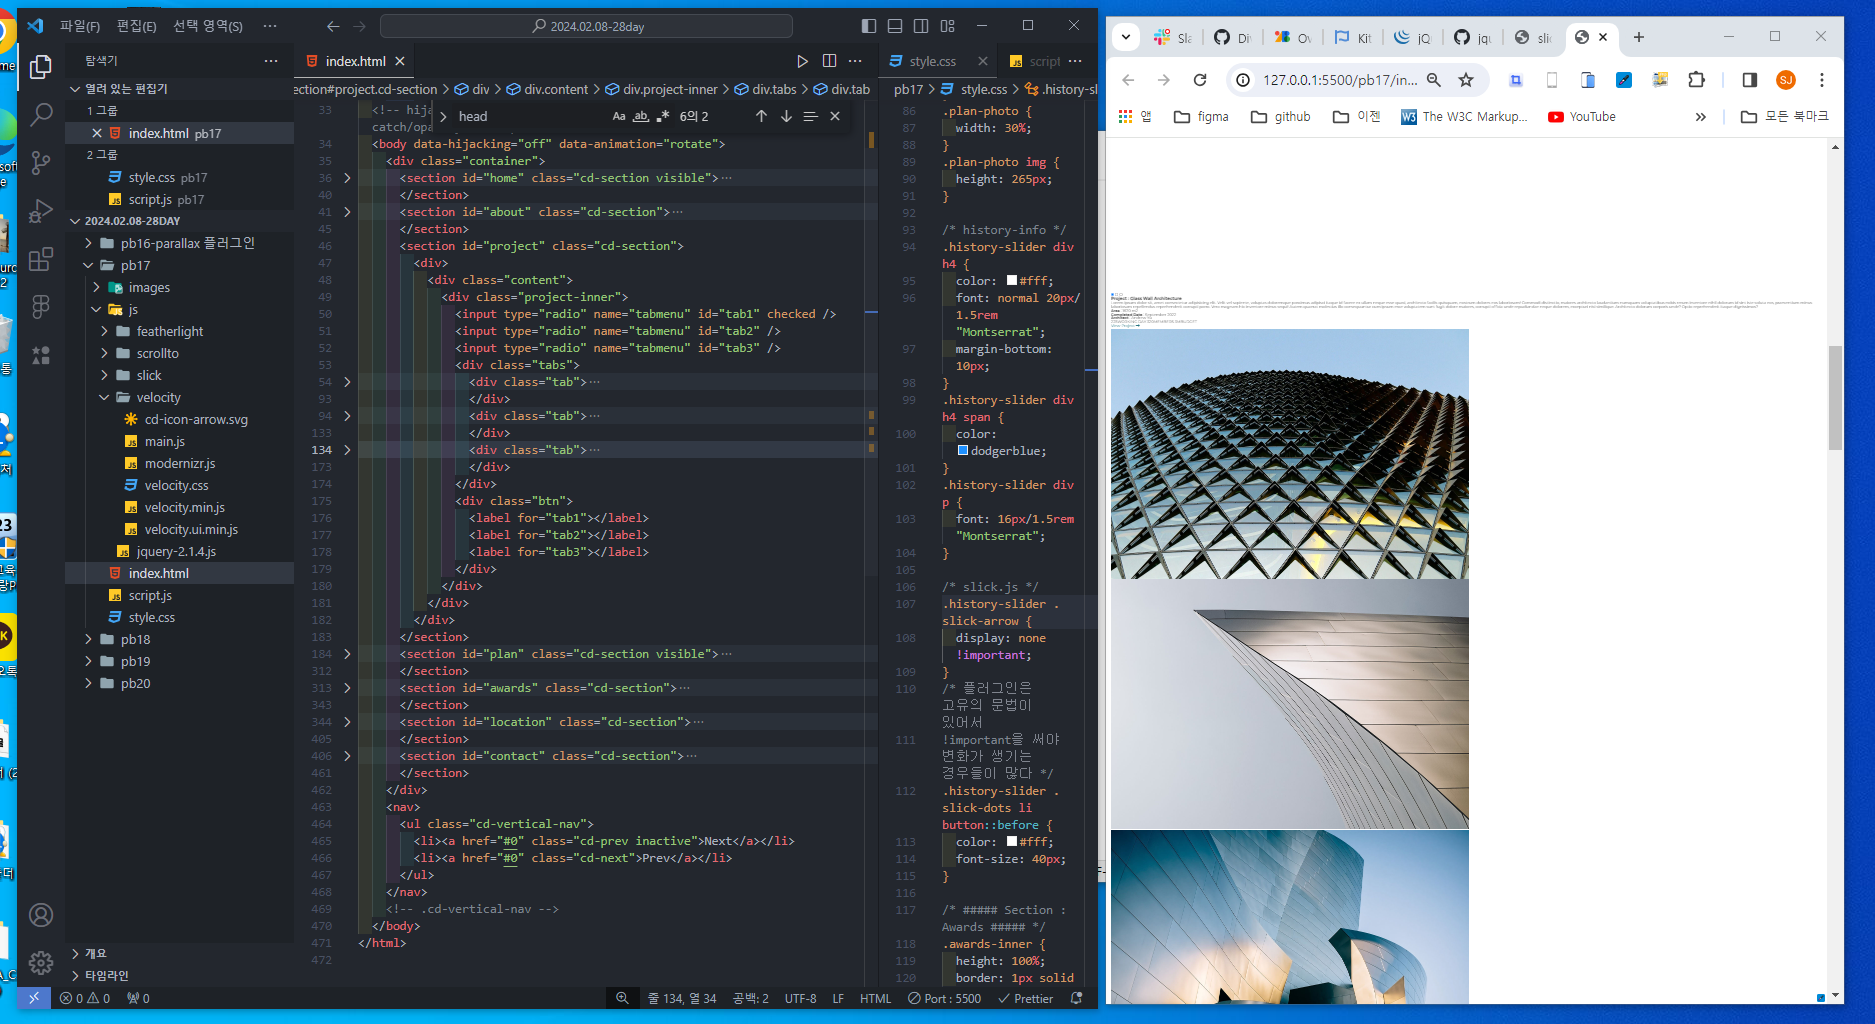 파일(F) 편집(E) 선택 영역(S) ···
2024.02.08-28day
탐색기
열려 있는 편집기
1 그룹
index.html pb17
2 그룹
style.css pb17
script.js pb17
2024.02.08-28DAY
pb16-parallax 플러그인
pb17
images
js
featherlight
scrollto
slick
velocity
cd-icon-arrow.svg
main.js
modernizr.js
velocity.css
velocity.min.js
velocity.ui.min.js
jquery-2.1.4.js
index.html
script.js
style.css
pb18
pb19
pb20
개요
타임라인
index.html
ection#project.cd-section > div > div.content > div.project-inner > div.tabs > div.tab
head
Aa ab 6의 2
33 <!-- hija
catch/opa
34 <body data-hijacking="off" data-animation="rotate">
35 <div class="container">
36 <section id="home" class="cd-section visible">···
40 </section>
41 <section id="about" class="cd-section">···
45 </section>
46 <section id="project" class="cd-section">
47 <div>
48 <div class="content">
49 <div class="project-inner">
50 <input type="radio" name="tabmenu" id="tab1" checked />
51 <input type="radio" name="tabmenu" id="tab2" />
52 <input type="radio" name="tabmenu" id="tab3" />
53 <div class="tabs">
54 <div class="tab">···
93 </div>
94 <div class="tab">···
133 </div>
134 <div class="tab">···
173 </div>
174 </div>
175 <div class="btn">
176 <label for="tab1"></label>
177 <label for="tab2"></label>
178 <label for="tab3"></label>
179 </div>
180 </div>
181 </div>
182 </div>
183 </section>
184 <section id="plan" class="cd-section visible">···
312 </section>
313 <section id="awards" class="cd-section">···
343 </section>
344 <section id="location" class="cd-section">···
405 </section>
406 <section id="contact" class="cd-section">···
461 </section>
462 </div>
463 <nav>
464 <ul class="cd-vertical-nav">
465 <li><a href="#0" class="cd-prev inactive">Next</a></li>
466 <li><a href="#0" class="cd-next">Prev</a></li>
467 </ul>
468 </nav>
469 <!-- .cd-vertical-nav -->
470 </body>
471 </html>
472
style.css script ···
pb17 > style.css > .history-sl
86 .plan-photo {
87 width: 30%;
88 }
89 .plan-photo img {
90 height: 265px;
91 }
92
93 /* history-info */
94 .history-slider div
h4 {
95 color: #fff;
96 font: normal 20px/
1.5rem
"Montserrat";
97 margin-bottom:
10px;
98 }
99 .history-slider div
h4 span {
100 color:
dodgerblue;
101 }
102 .history-slider div
p {
103 font: 16px/1.5rem
"Montserrat";
104 }
105
106 /* slick.js */
107 .history-slider .
slick-arrow {
108 display: none
!important;
109 }
110 /* 플러그인은
고유의 문법이
있어서
111 !important을 써야
변화가 생기는
경우들이 많다 */
112 .history-slider .
slick-dots li
button::before {
113 color: #fff;
114 font-size: 40px;
115 }
116
117 /* ##### Section :
Awards ##### */
118 .awards-inner {
119 height: 100%;
120 border: 1px solid
0 0 0
줄 134, 열 34 공백: 2 UTF-8 LF HTML Port : 5500 Prettier
Sla Di Ov Kit jQ jqu slic
127.0.0.1:5500/pb17/in...
SJ
앱 figma github 이젠 The W3C Markup... YouTube » 모든 북마크
Project : Glass Wall Architecture